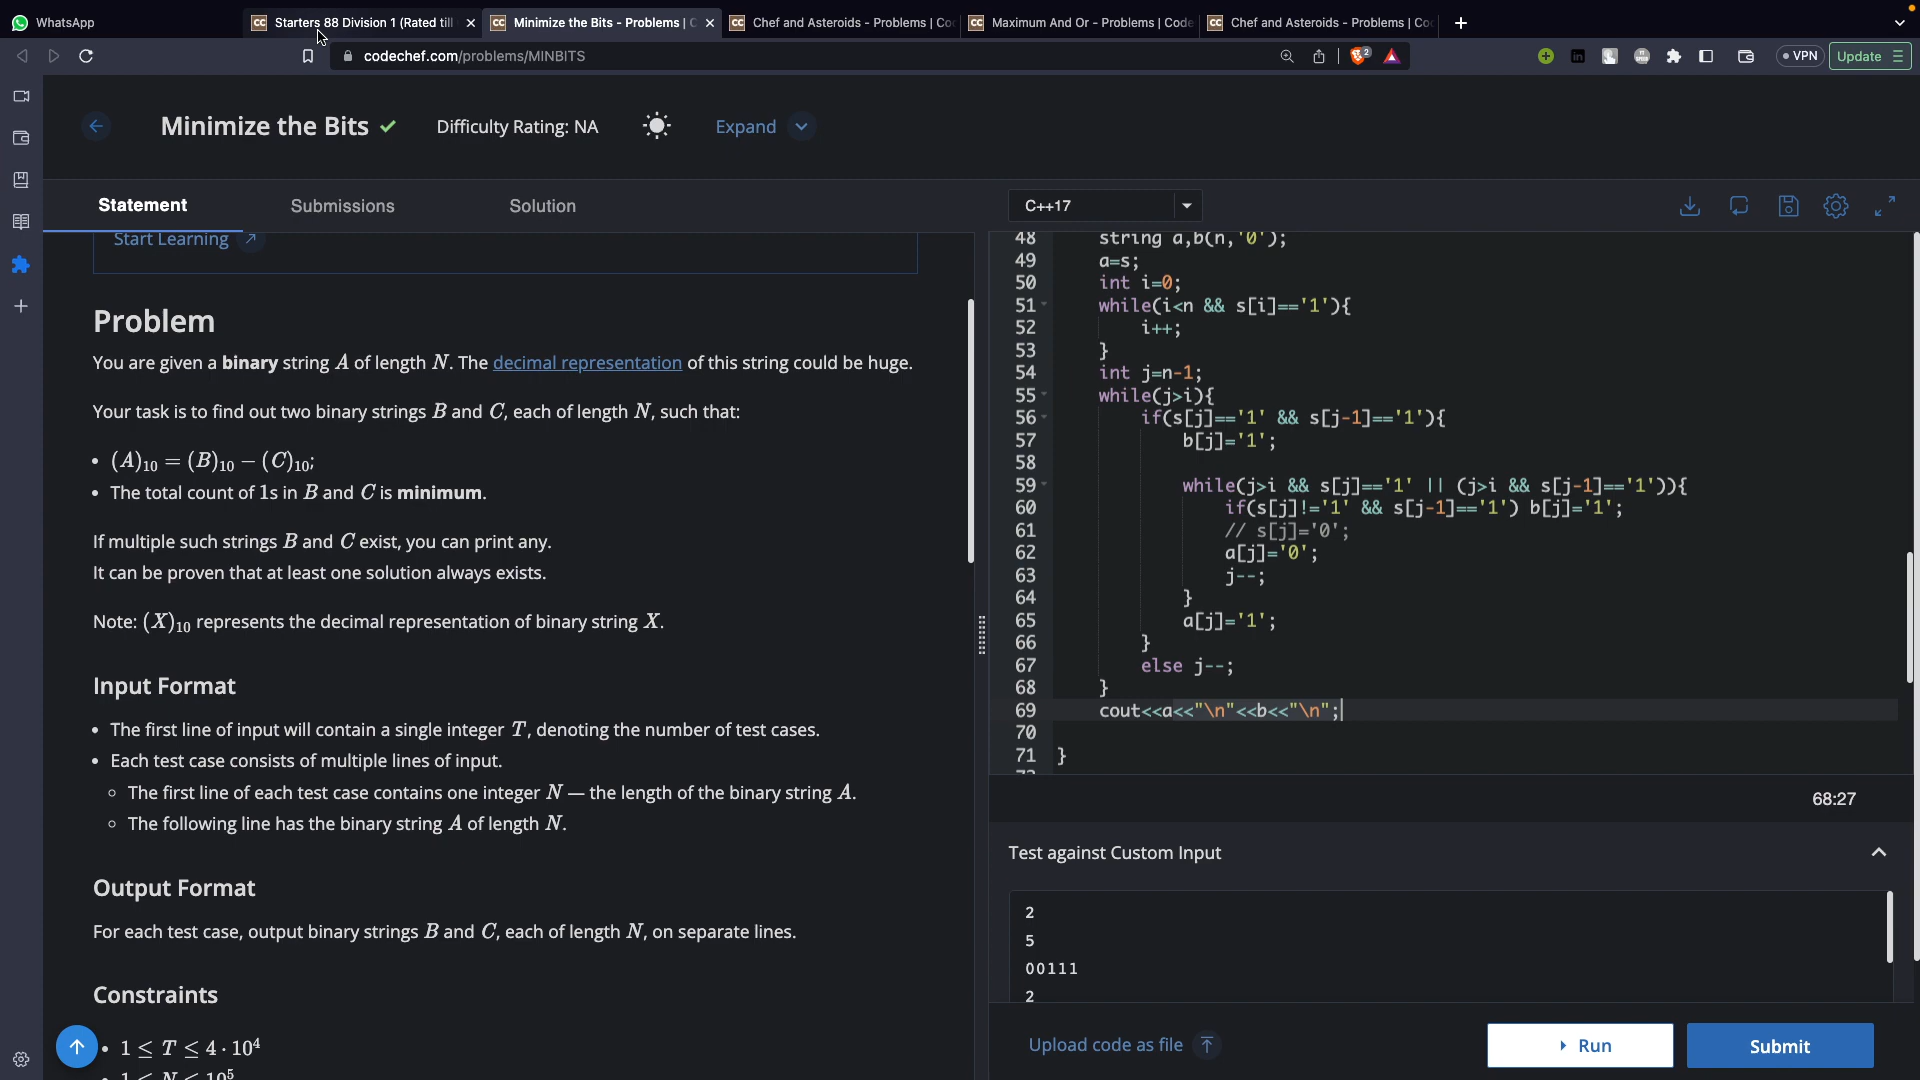 WhatsApp
CC Starters 88 Division 1 (Rated till
CC Minimize the Bits - Problems | C
CC Chef and Asteroids - Problems | Co
CC Maximum And Or - Problems | Code
CC Chef and Asteroids - Problems | Co
codechef.com/problems/MINBITS
2
VPN
Update
Minimize the Bits
Difficulty Rating: NA
Expand
Statement
Submissions
Solution
Start Learning
Problem
You are given a binary string A of length N. The decimal representation of this string could be huge.
Your task is to find out two binary strings B and C, each of length N, such that:
• (A)₁₀ = (B)₁₀ − (C)₁₀;
• The total count of 1s in B and C is minimum.
If multiple such strings B and C exist, you can print any.
It can be proven that at least one solution always exists.
Note: (X)₁₀ represents the decimal representation of binary string X.
Input Format
• The first line of input will contain a single integer T, denoting the number of test cases.
• Each test case consists of multiple lines of input.
◦ The first line of each test case contains one integer N — the length of the binary string A.
◦ The following line has the binary string A of length N.
Output Format
For each test case, output binary strings B and C, each of length N, on separate lines.
Constraints
• 1 ≤ T ≤ 4 · 10⁴
• 1 ≤ N ≤ 10⁵
C++17
48 string a,b(n,'0');
49 a=s;
50 int i=0;
51 while(i<n && s[i]=='1'){
52 i++;
53 }
54 int j=n-1;
55 while(j>i){
56 if(s[j]=='1' && s[j-1]=='1'){
57 b[j]='1';
58
59 while(j>i && s[j]=='1' || (j>i && s[j-1]=='1')){
60 if(s[j]!='1' && s[j-1]=='1') b[j]='1';
61 // s[j]='0';
62 a[j]='0';
63 j--;
64 }
65 a[j]='1';
66 }
67 else j--;
68 }
69 cout<<a<<"\n"<<b<<"\n";
70
71 }
68:27
Test against Custom Input
2
5
00111
2
Upload code as file
Run
Submit